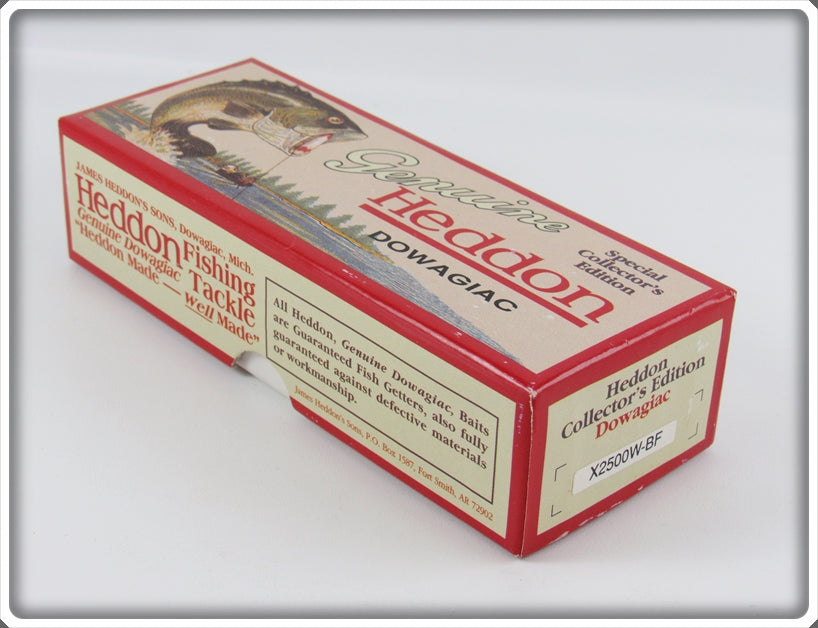 Genuine
Heddon
DOWAGIAC
Special
Collector's
Edition
JAMES HEDDON'S SONS, Dowagiac, Mich.
Heddon Fishing
Genuine Dowagiac Tackle
"Heddon Made — Well Made"
All Heddon, Genuine Dowagiac, Baits
are Guaranteed Fish Getters, also fully
guaranteed against defective materials
or workmanship.
James Heddon's Sons, P.O. Box 1587, Fort Smith, AR 72902
Heddon
Collector's Edition
Dowagiac
X2500W-BF